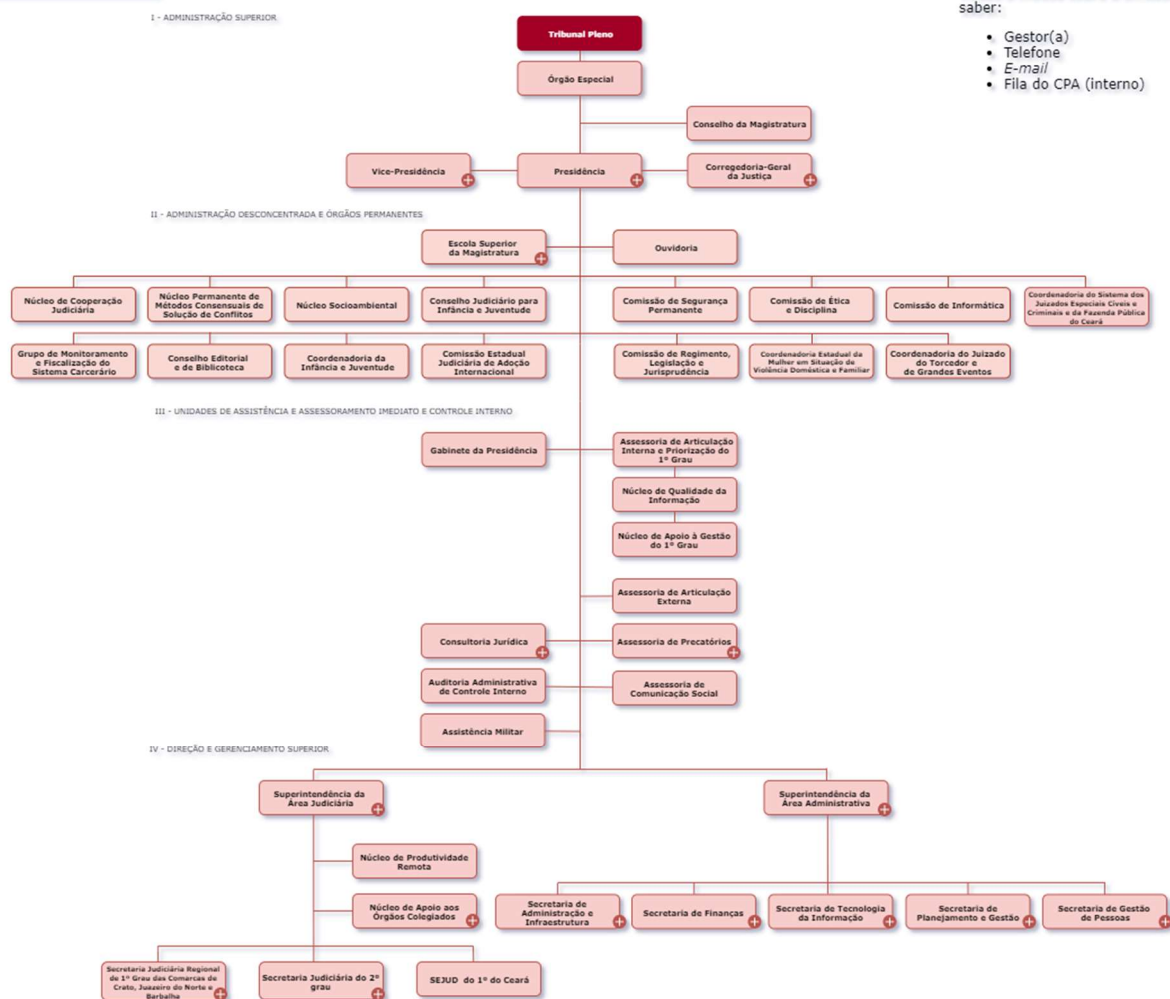 I - ADMINISTRAÇÃO SUPERIOR
saber:
• Gestor(a)
• Telefone
• E-mail
• Fila do CPA (interno)
Tribunal Pleno
Órgão Especial
Conselho da Magistratura
Vice-Presidência
Presidência
Corregedoria-Geral
da Justiça
II - ADMINISTRAÇÃO DESCONCENTRADA E ÓRGÃOS PERMANENTES
Escola Superior
da Magistratura
Ouvidoria
Núcleo de Cooperação
Judiciária
Núcleo Permanente de
Métodos Consensuais de
Solução de Conflitos
Núcleo Socioambiental
Conselho Judiciário para
Infância e Juventude
Comissão de Segurança
Permanente
Comissão de Ética
e Disciplina
Comissão de Informática
Coordenadoria do Sistema dos
Juizados Especiais Cíveis e
Criminais e da Fazenda Pública
do Ceará
Grupo de Monitoramento
e Fiscalização do
Sistema Carcerário
Conselho Editorial
e de Biblioteca
Coordenadoria da
Infância e Juventude
Comissão Estadual
Judiciária de Adoção
Internacional
Comissão de Regimento,
Legislação e
Jurisprudência
Coordenadoria Estadual da
Mulher em Situação de
Violência Doméstica e Familiar
Coordenadoria do Juizado
do Torcedor e
de Grandes Eventos
III - UNIDADES DE ASSISTÊNCIA E ASSESSORAMENTO IMEDIATO E CONTROLE INTERNO
Gabinete da Presidência
Assessoria de Articulação
Interna e Priorização do
1º Grau
Núcleo de Qualidade da
Informação
Núcleo de Apoio à Gestão
do 1º Grau
Assessoria de Articulação
Externa
Consultoria Jurídica
Assessoria de Precatórios
Auditoria Administrativa
de Controle Interno
Assessoria de
Comunicação Social
Assistência Militar
IV - DIREÇÃO E GERENCIAMENTO SUPERIOR
Superintendência da
Área Judiciária
Superintendência da
Área Administrativa
Núcleo de Produtividade
Remota
Núcleo de Apoio aos
Órgãos Colegiados
Secretaria de
Administração e
Infraestrutura
Secretaria de Finanças
Secretaria de Tecnologia
da Informação
Secretaria de
Planejamento e Gestão
Secretaria de Gestão
de Pessoas
Secretaria Judiciária Regional
de 1º Grau das Comarcas de
Crato, Juazeiro do Norte e
Barbalha
Secretaria Judiciária do 2º
grau
SEJUD do 1º do Ceará